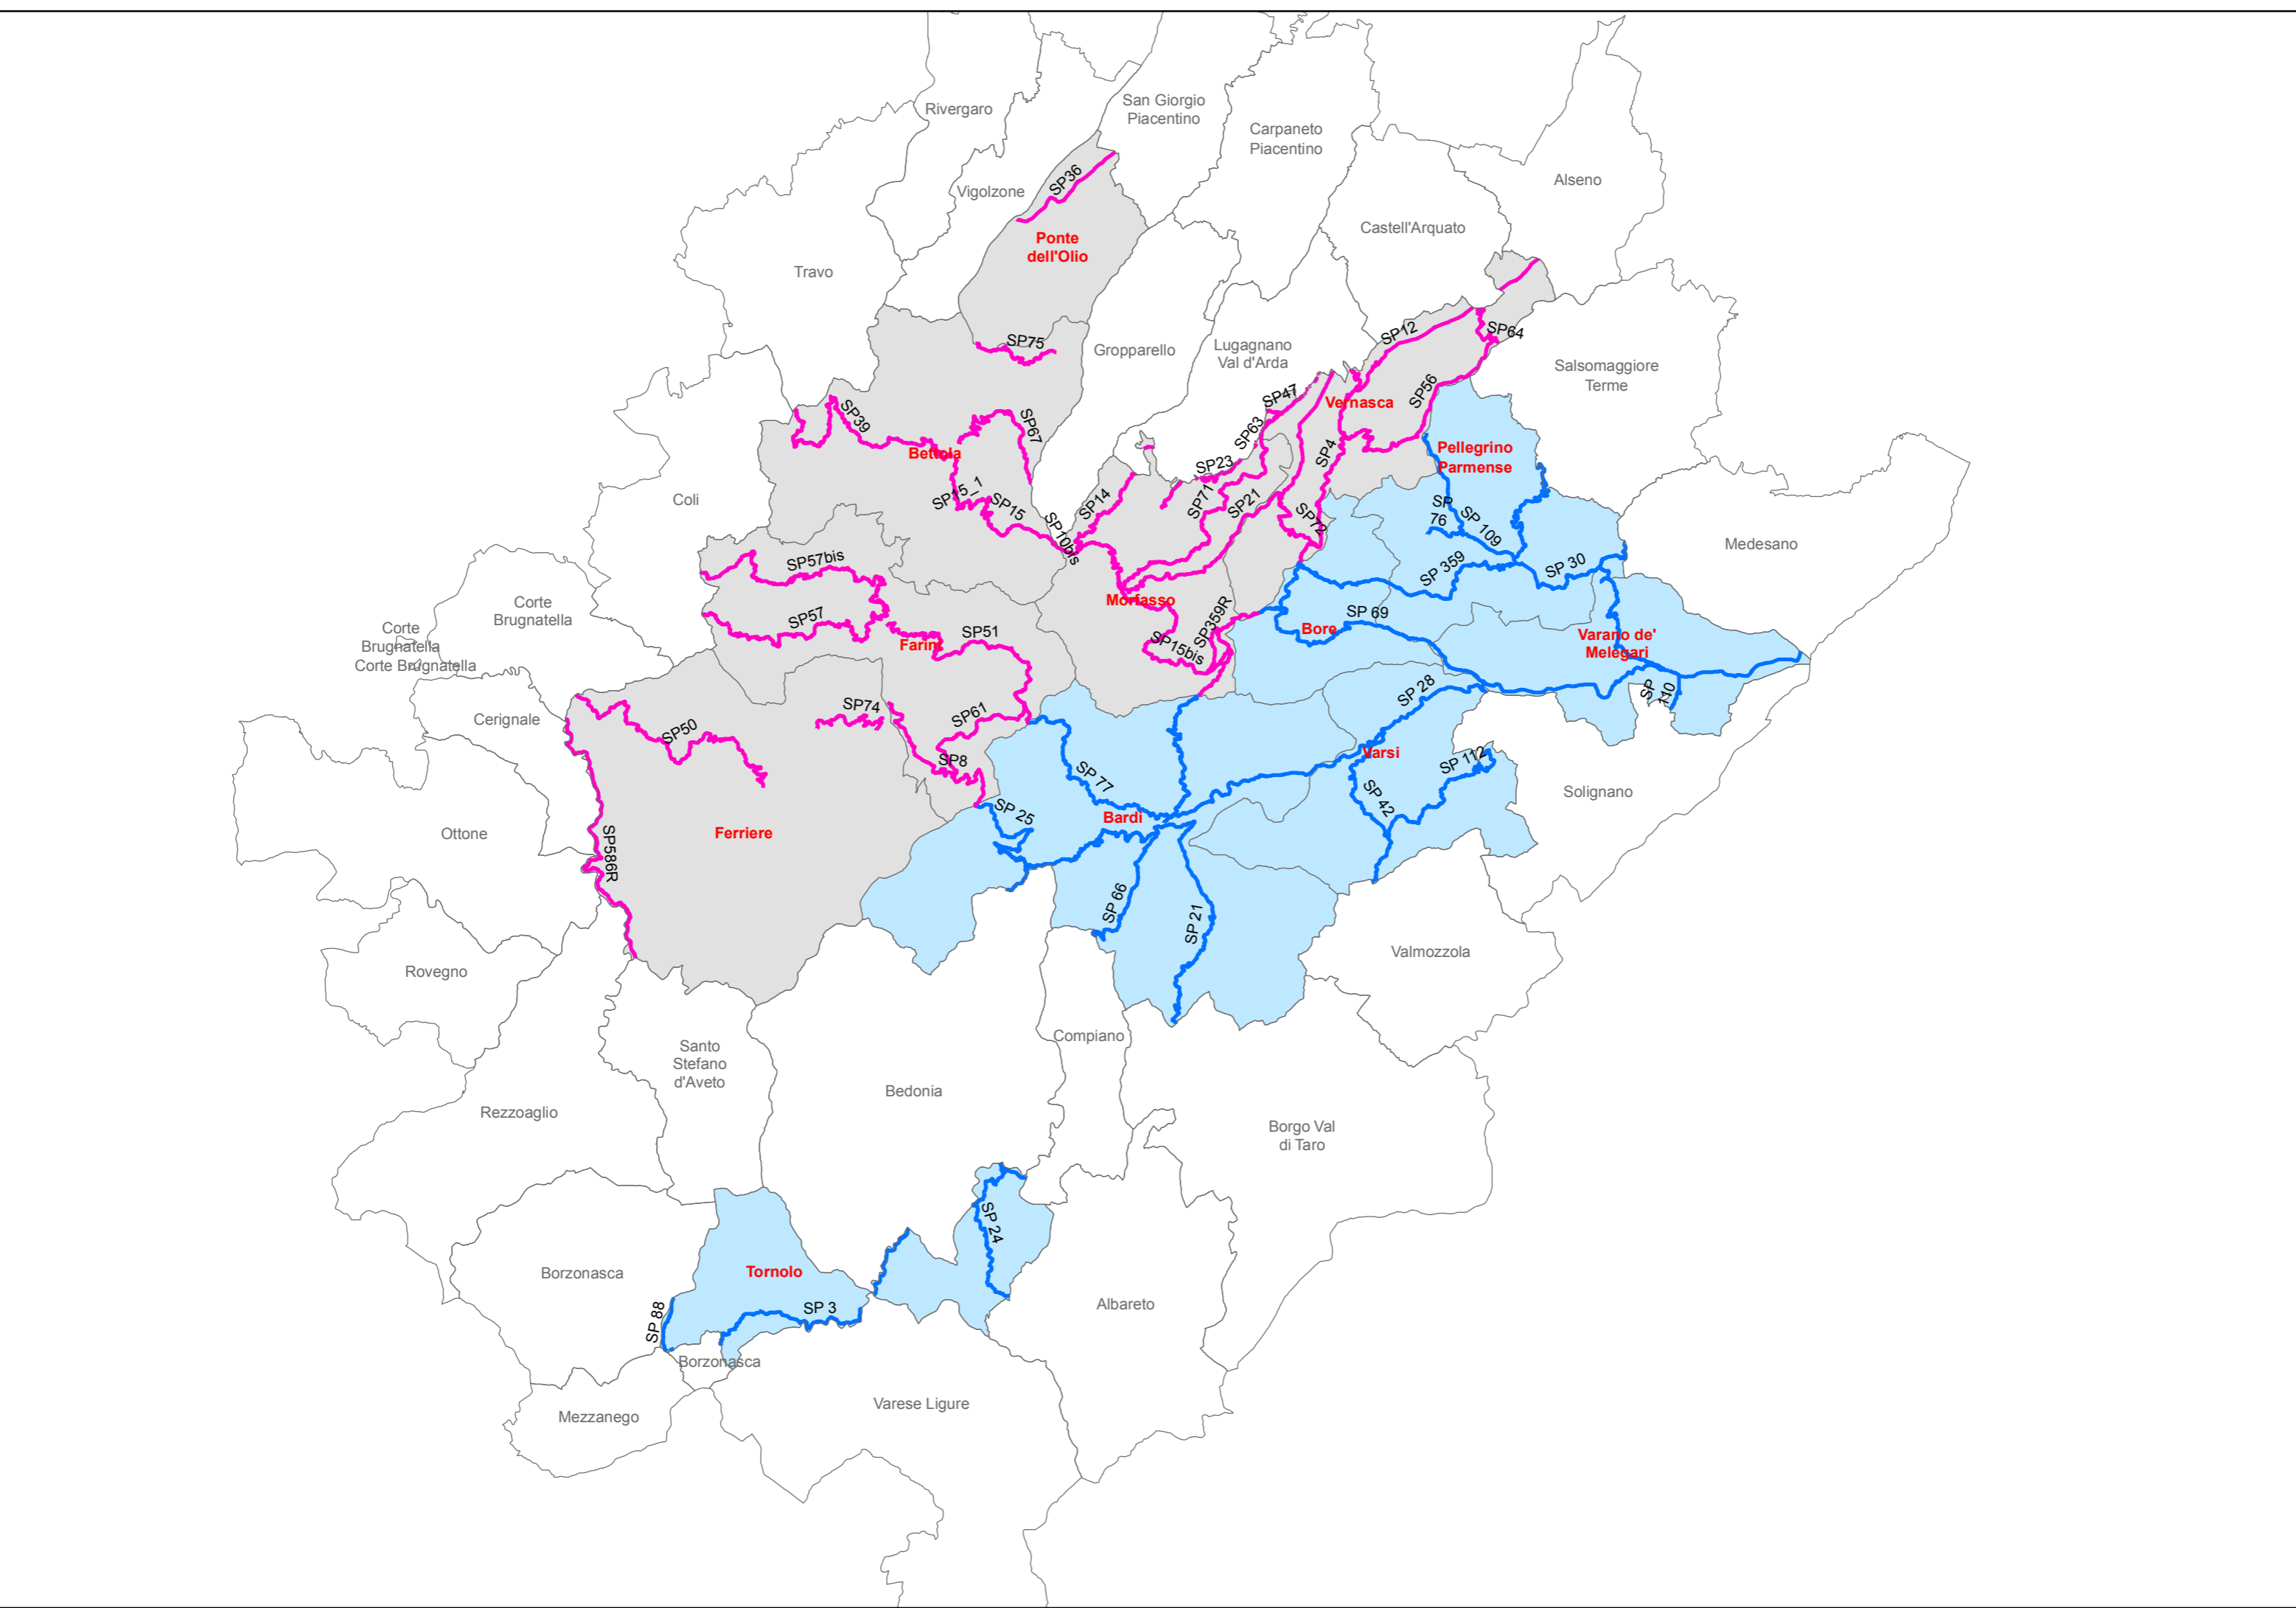 Rivergaro
San Giorgio
Piacentino
Carpaneto
Piacentino
Alseno
Vigolzone
SP36
Castell'Arquato
Ponte
dell'Olio
Travo
SP75
Gropparello
Lugagnano
Val d'Arda
SP12
SP64
Salsomaggiore
Terme
SP39
SP67
SP47
Vernasca
SP56
SP63
SP4
Bettola
Pellegrino
Parmense
SP23
Coli
SP15_1
SP15
SP14
SP71
SP21
SP72
SP
76
SP 109
SP10bis
Medesano
SP57bis
SP 359
SP 30
Corte
Brugnatella
Morfasso
SP 69
SP57
SP51
SP359R
Bore
Corte
Brugnatella
Corte Brugnatella
Farini
SP15bis
Varano de'
Melegari
SP 28
SP
110
Cerignale
SP50
SP74
SP61
SP8
Varsi
SP 112
SP 77
SP 42
Solignano
SP 25
Bardi
Ottone
Ferriere
SP586R
SP 66
SP 21
Valmozzola
Rovegno
Compiano
Santo
Stefano
d'Aveto
Bedonia
Rezzoaglio
Borgo Val
di Taro
SP 24
Borzonasca
Tornolo
SP 88
SP 3
Albareto
Borzonasca
Varese Ligure
Mezzanego